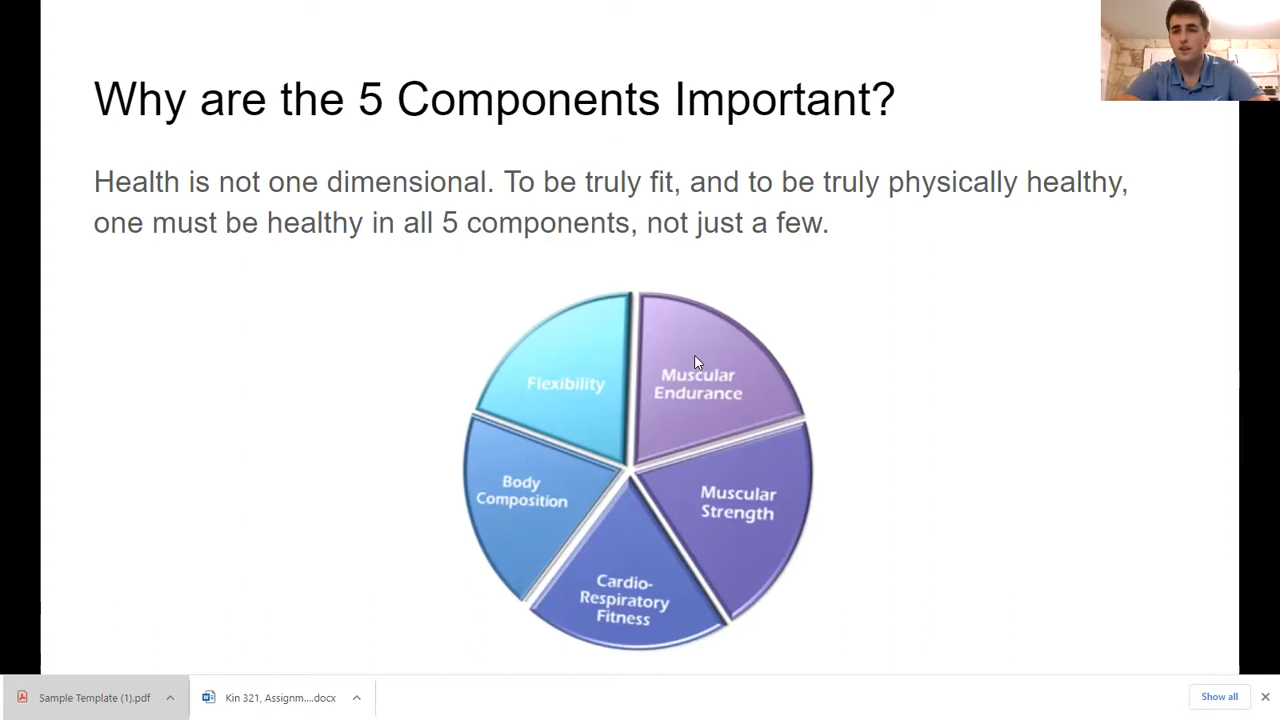 Why are the 5 Components Important?
Health is not one dimensional. To be truly fit, and to be truly physically healthy,
one must be healthy in all 5 components, not just a few.
Flexibility
Muscular
Endurance
Body
Composition
Muscular
Strength
Cardio-
Respiratory
Fitness
Sample Template (1).pdf
Kin 321, Assignm....docx
Show all